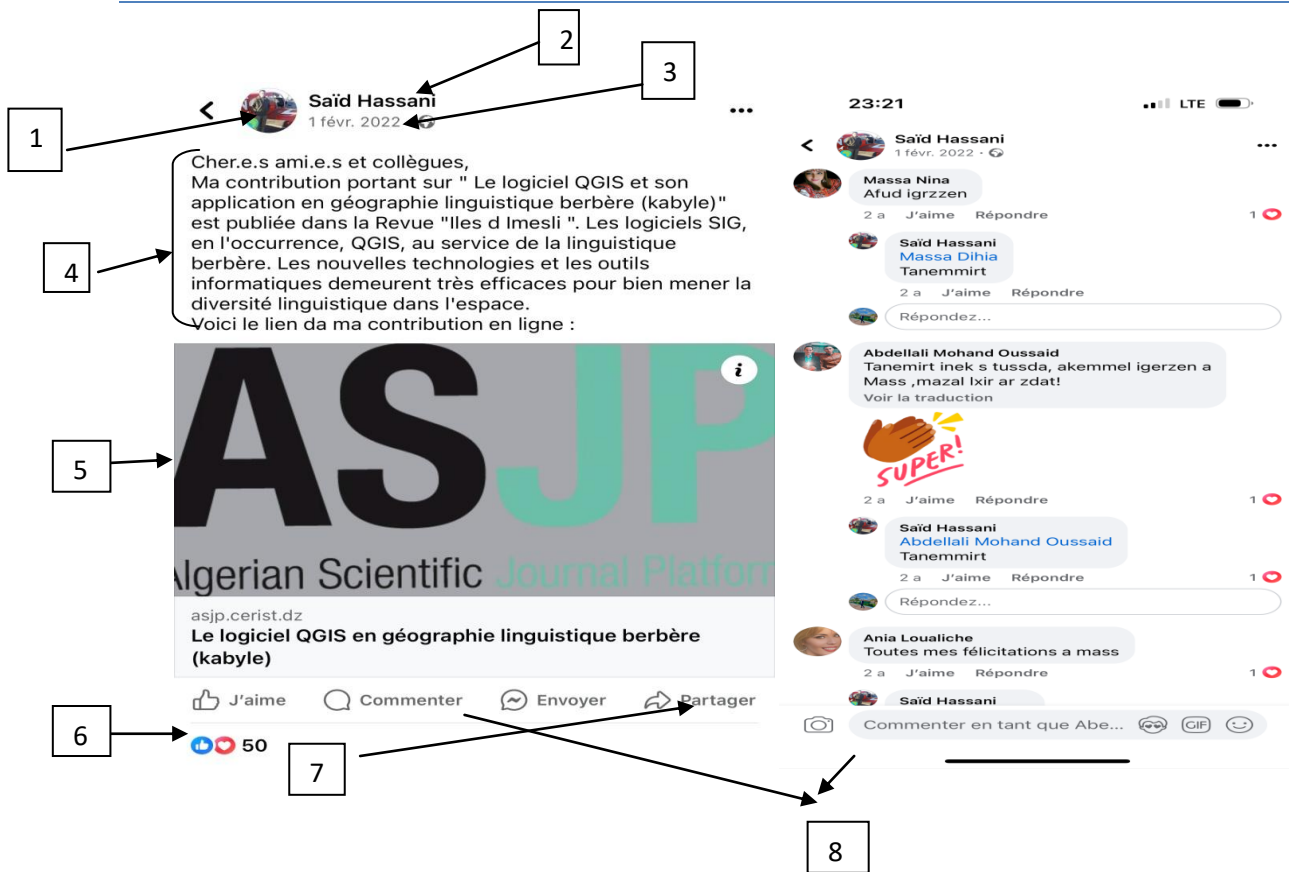 2
3
1
4
5
6
7
8
Saïd Hassani
1 févr. 2022
Cher.e.s ami.e.s et collègues,
Ma contribution portant sur " Le logiciel QGIS et son
application en géographie linguistique berbère (kabyle)"
est publiée dans la Revue "Iles d Imesli ". Les logiciels SIG,
en l'occurrence, QGIS, au service de la linguistique
berbère. Les nouvelles technologies et les outils
informatiques demeurent très efficaces pour bien mener la
diversité linguistique dans l'espace.
Voici le lien da ma contribution en ligne :
ASJP
Algerian Scientific Journal Platform
asjp.cerist.dz
Le logiciel QGIS en géographie linguistique berbère
(kabyle)
J'aime Commenter Envoyer Partager
50
23:21 LTE
Saïd Hassani
1 févr. 2022 ·
Massa Nina
Afud igrzzen
2 a J'aime Répondre 1
Saïd Hassani
Massa Dihia
Tanemmirt
2 a J'aime Répondre
Répondez...
Abdellali Mohand Oussaid
Tanemirt inek s tussda, akemmel igerzen a
Mass ,mazal lxir ar zdat!
Voir la traduction
SUPER!
2 a J'aime Répondre 1
Saïd Hassani
Abdellali Mohand Oussaid
Tanemmirt
2 a J'aime Répondre 1
Répondez...
Ania Loualiche
Toutes mes félicitations a mass
2 a J'aime Répondre 1
Saïd Hassani
Commenter en tant que Abe... GIF